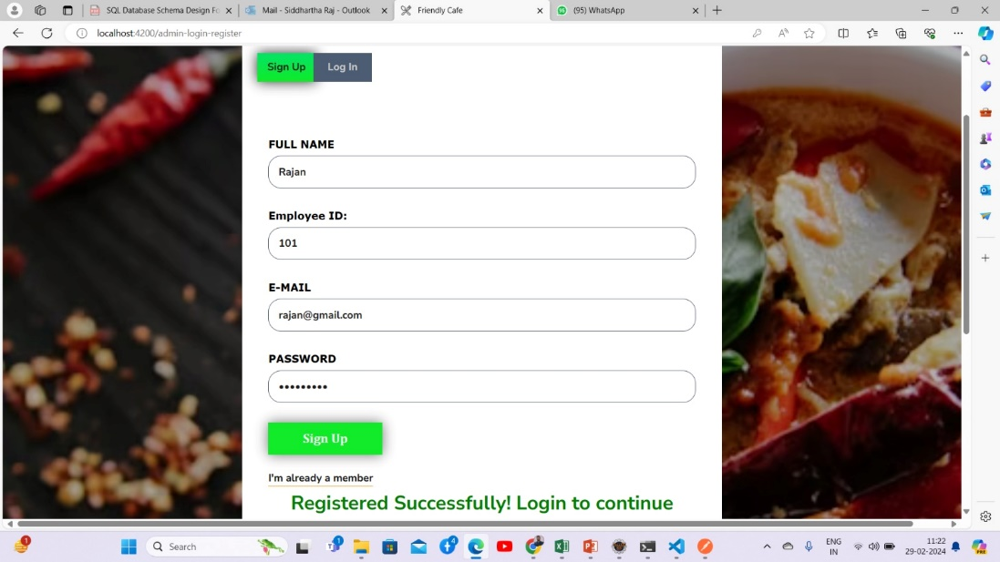 SQL Database Schema Design Fo
Mail - Siddhartha Raj - Outlook
Friendly Cafe
(95) WhatsApp
localhost:4200/admin-login-register
Sign Up
Log In
FULL NAME
Rajan
Employee ID:
101
E-MAIL
rajan@gmail.com
PASSWORD
•••••••••
Sign Up
I'm already a member
Registered Successfully! Login to continue
Search
ENG
IN
11:22
29-02-2024